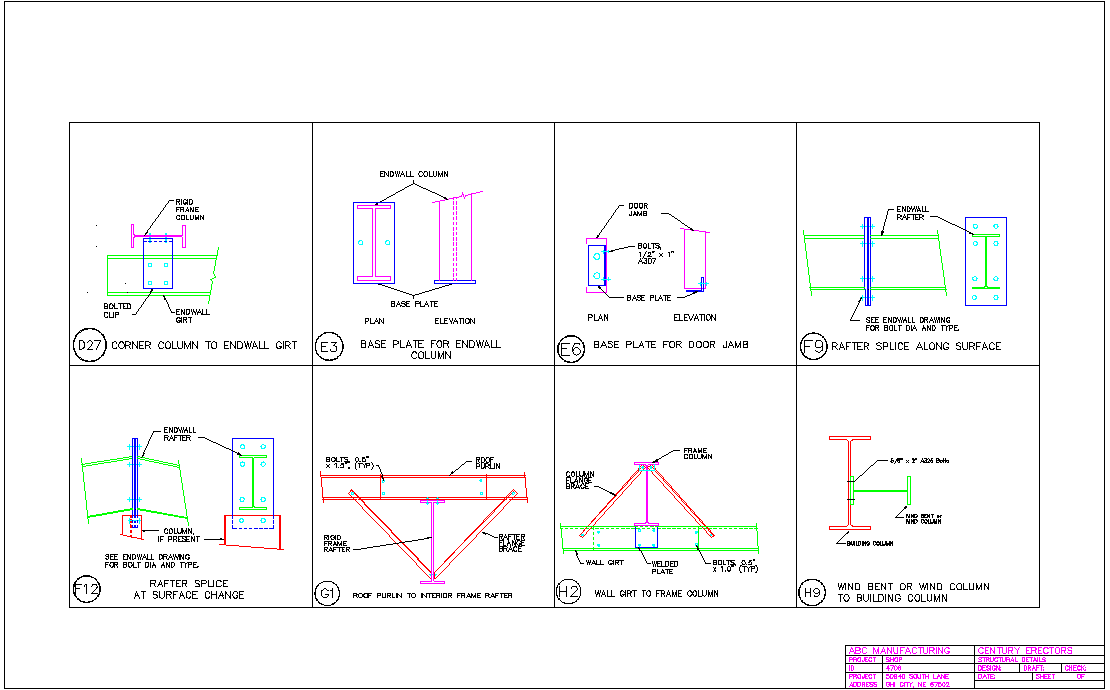 RIGID
FRAME
COLUMN
BOLTED
CLIP
ENDWALL
GIRT
D27 CORNER COLUMN TO ENDWALL GIRT
ENDWALL COLUMN
BASE PLATE
PLAN ELEVATION
E3 BASE PLATE FOR ENDWALL
COLUMN
DOOR
JAMB
BOLTS,
1/2" x 1"
A307
BASE PLATE
PLAN ELEVATION
E6 BASE PLATE FOR DOOR JAMB
ENDWALL
RAFTER
SEE ENDWALL DRAWING
FOR BOLT DIA AND TYPE.
F9 RAFTER SPLICE ALONG SURFACE
ENDWALL
RAFTER
COLUMN,
IF PRESENT
SEE ENDWALL DRAWING
FOR BOLT DIA AND TYPE.
F12 RAFTER SPLICE
AT SURFACE CHANGE
BOLTS, 0.5"
x 1.5", (TYP)
ROOF
PURLIN
RIGID
FRAME
RAFTER
RAFTER
FLANGE
BRACE
G1 ROOF PURLIN TO INTERIOR FRAME RAFTER
FRAME
COLUMN
COLUMN
FLANGE
BRACE
WALL GIRT
WELDED
PLATE
BOLTS, 0.5"
x 1.0" (TYP)
H2 WALL GIRT TO FRAME COLUMN
5/8" x 2" A325 Bolts
WIND BENT or
WIND COLUMN
BUILDING COLUMN
H9 WIND BENT OR WIND COLUMN
TO BUILDING COLUMN
ABC MANUFACTURING CENTURY ERECTORS
PROJECT SHOP STRUCTURAL DETAILS
ID 4708 DESIGN: DRAFT: CHECK:
PROJECT SOUTH LANE DATE: SHEET OF
ADDRESS CITY, NE